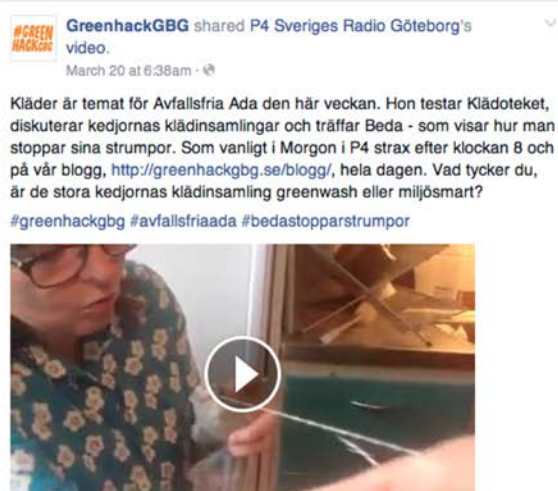 #GREEN
HACKGBG
GreenhackGBG shared P4 Sveriges Radio Göteborg's
video.
March 20 at 6:38am ·
Kläder är temat för Avfallsfria Ada den här veckan. Hon testar Klädoteket,
diskuterar kedjornas klädinsamlingar och träffar Beda - som visar hur man
stoppar sina strumpor. Som vanligt i Morgon i P4 strax efter klockan 8 och
på vår blogg, http://greenhackgbg.se/blogg/, hela dagen. Vad tycker du,
är de stora kedjornas klädinsamling greenwash eller miljösmart?
#greenhackgbg #avfallsfriaada #bedastopparstrumpor